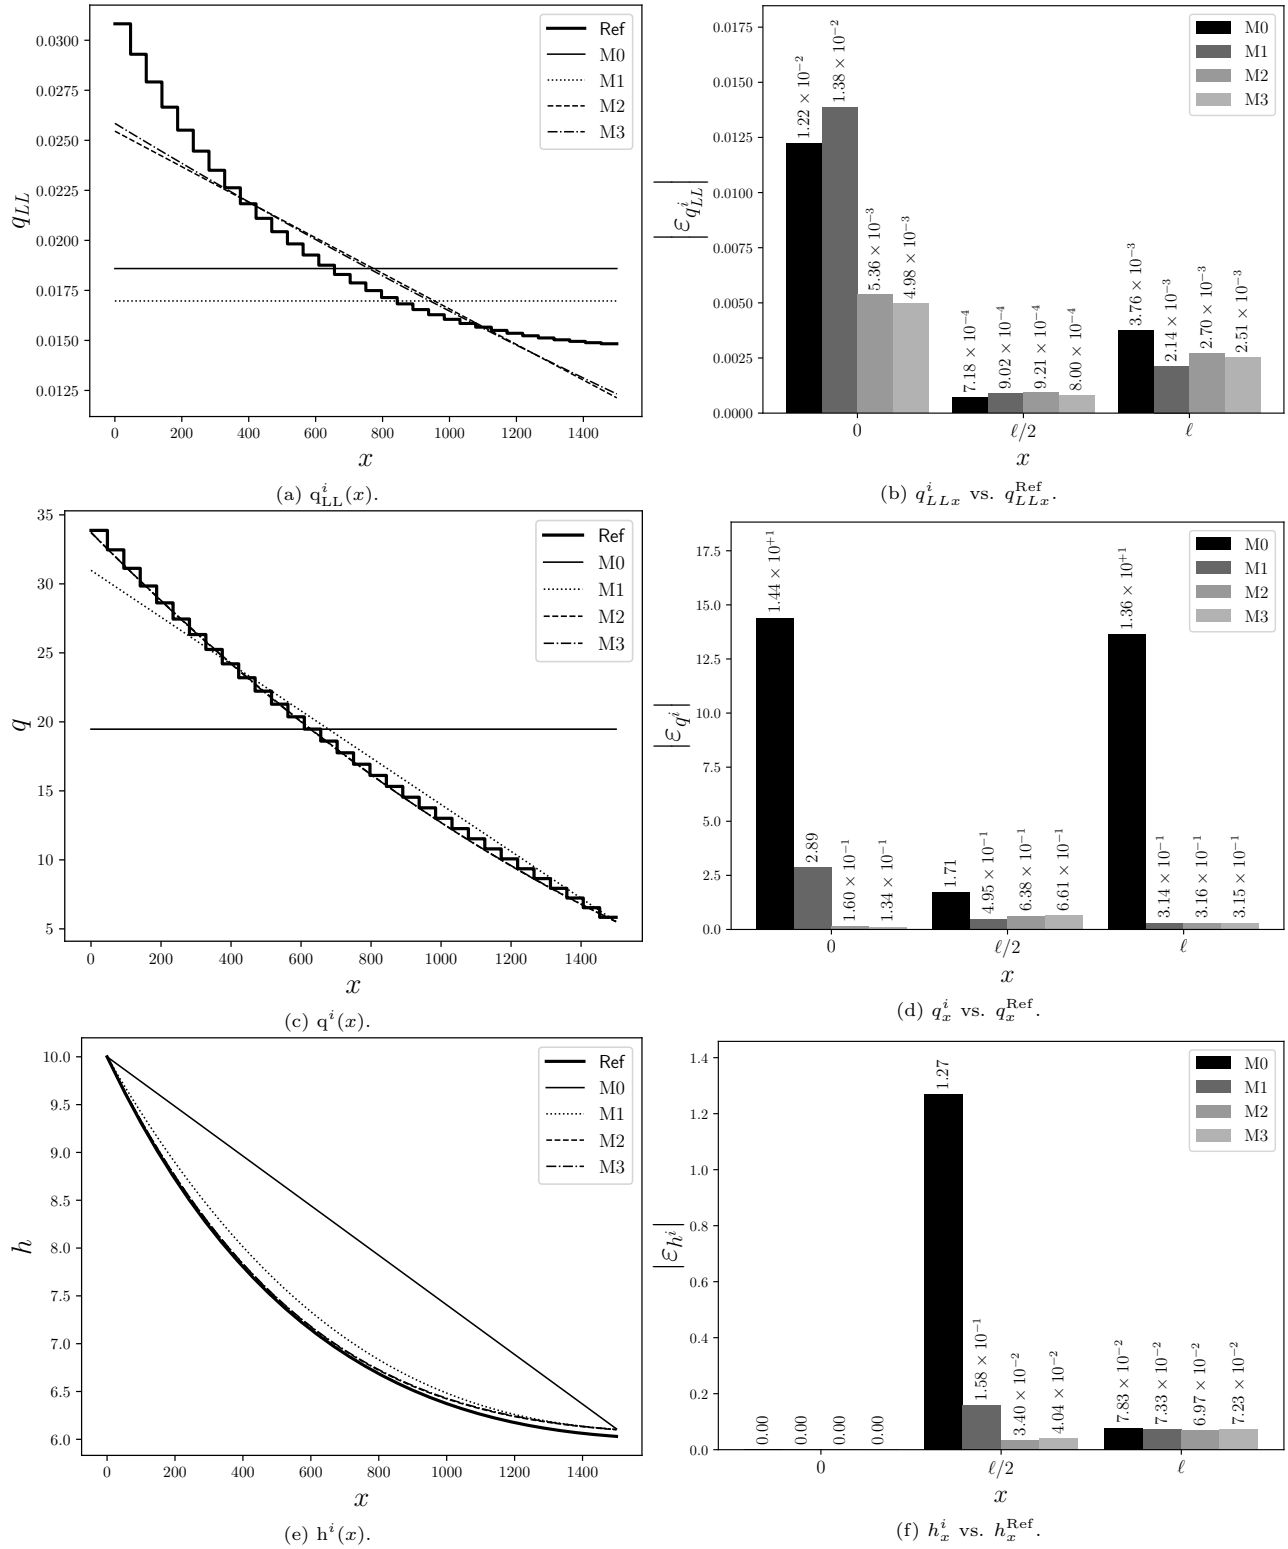 0.0300
0.0275
0.0250
0.0225
0.0200
0.0175
0.0150
0.0125
q_{LL}
0 200 400 600 800 1000 1200 1400
x
Ref
M0
M1
M2
M3
(a) q^{i}_{LL}(x).
0.0175
0.0150
0.0125
0.0100
0.0075
0.0050
0.0025
0.0000
|ε_{q^{i}_{LL}}|
1.22 × 10^{−2}
1.38 × 10^{−2}
5.36 × 10^{−3}
4.98 × 10^{−3}
7.18 × 10^{−4}
9.02 × 10^{−4}
9.21 × 10^{−4}
8.00 × 10^{−4}
3.76 × 10^{−3}
2.14 × 10^{−3}
2.70 × 10^{−3}
2.51 × 10^{−3}
0 ℓ/2 ℓ
x
M0
M1
M2
M3
(b) q^{i}_{LLx} vs. q^{Ref}_{LLx}.
35
30
25
20
15
10
5
q
0 200 400 600 800 1000 1200 1400
x
Ref
M0
M1
M2
M3
(c) q^{i}(x).
17.5
15.0
12.5
10.0
7.5
5.0
2.5
0.0
|ε_{q^{i}}|
1.44 × 10^{+1}
2.89
1.60 × 10^{−1}
1.34 × 10^{−1}
1.71
4.95 × 10^{−1}
6.38 × 10^{−1}
6.61 × 10^{−1}
1.36 × 10^{+1}
3.14 × 10^{−1}
3.16 × 10^{−1}
3.15 × 10^{−1}
0 ℓ/2 ℓ
x
M0
M1
M2
M3
(d) q^{i}_{x} vs. q^{Ref}_{x}.
10.0
9.5
9.0
8.5
8.0
7.5
7.0
6.5
6.0
h
0 200 400 600 800 1000 1200 1400
x
Ref
M0
M1
M2
M3
(e) h^{i}(x).
1.4
1.2
1.0
0.8
0.6
0.4
0.2
0.0
|ε_{h^{i}}|
0.00
0.00
0.00
0.00
1.27
1.58 × 10^{−1}
3.40 × 10^{−2}
4.04 × 10^{−2}
7.83 × 10^{−2}
7.33 × 10^{−2}
6.97 × 10^{−2}
7.23 × 10^{−2}
0 ℓ/2 ℓ
x
M0
M1
M2
M3
(f) h^{i}_{x} vs. h^{Ref}_{x}.